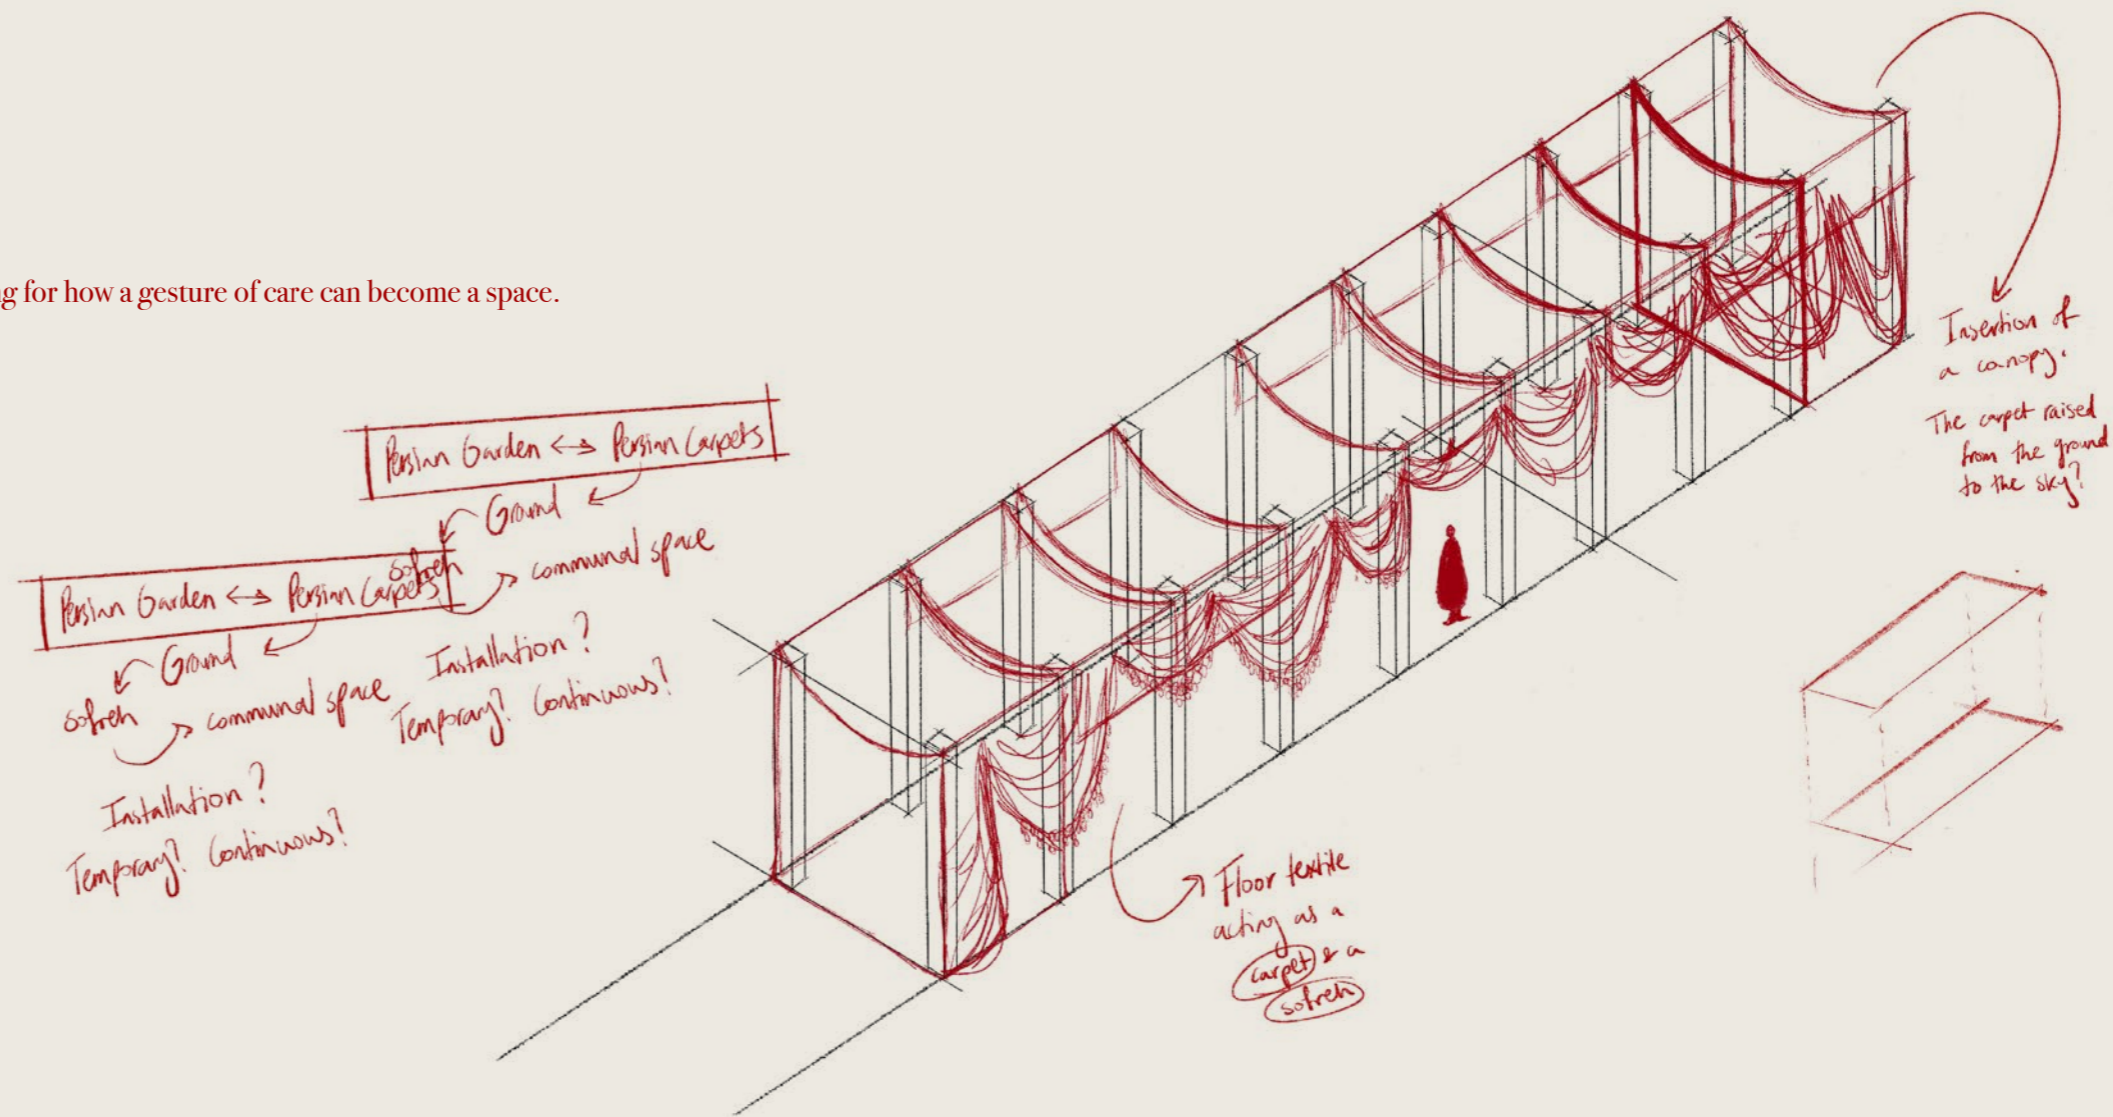 g for how a gesture of care can become a space.
Persian Garden ↔ Persian Carpets
Ground
sofreh
communal space
Installation?
Temporary? Continuous?
Persian Garden ↔ Persian Carpets
Ground
sofreh
communal space
Installation?
Temporary? Continuous?
Insertion of
a canopy.
The carpet raised
from the ground
to the sky?
Floor textile
acting as a
carpet & a
sofreh